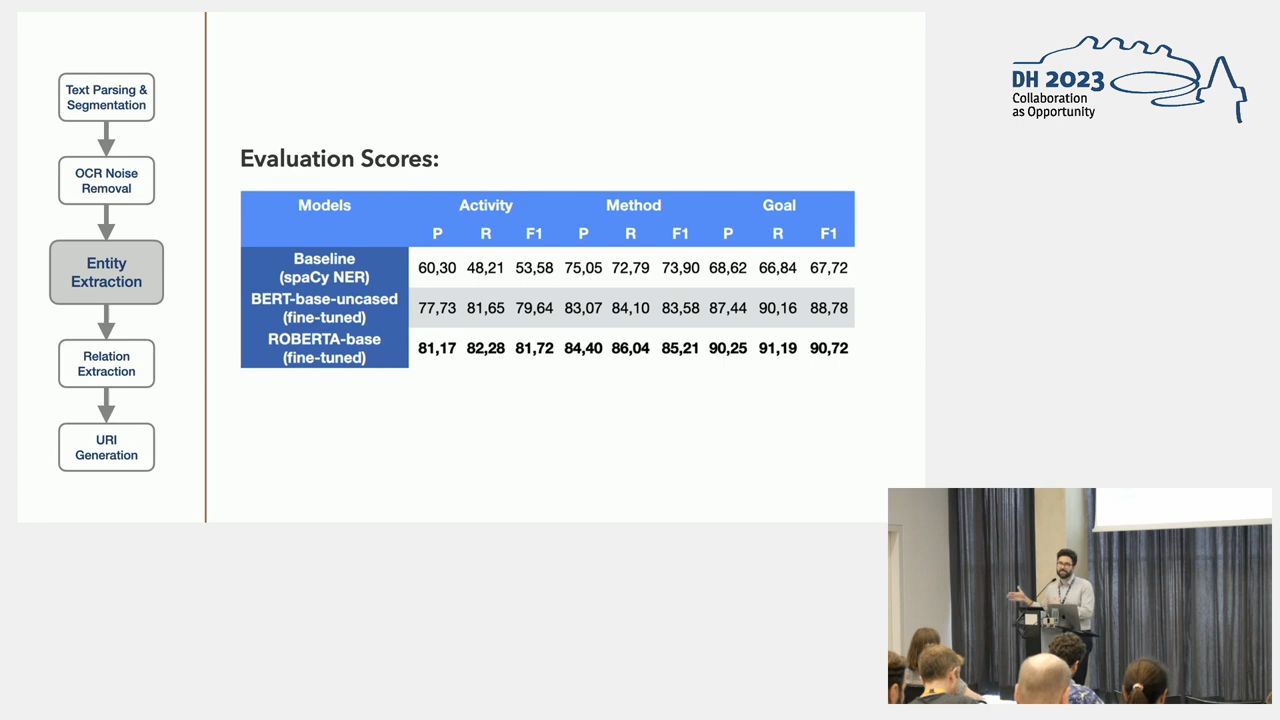 Text Parsing &
Segmentation
OCR Noise
Removal
Entity
Extraction
Relation
Extraction
URI
Generation
Evaluation Scores:
Models Activity Method Goal
P R F1 P R F1 P R F1
Baseline
(spaCy NER)
60,30 48,21 53,58 75,05 72,79 73,90 68,62 66,84 67,72
BERT-base-uncased
(fine-tuned)
77,73 81,65 79,64 83,07 84,10 83,58 87,44 90,16 88,78
ROBERTA-base
(fine-tuned)
81,17 82,28 81,72 84,40 86,04 85,21 90,25 91,19 90,72
DH 2023
Collaboration
as Opportunity